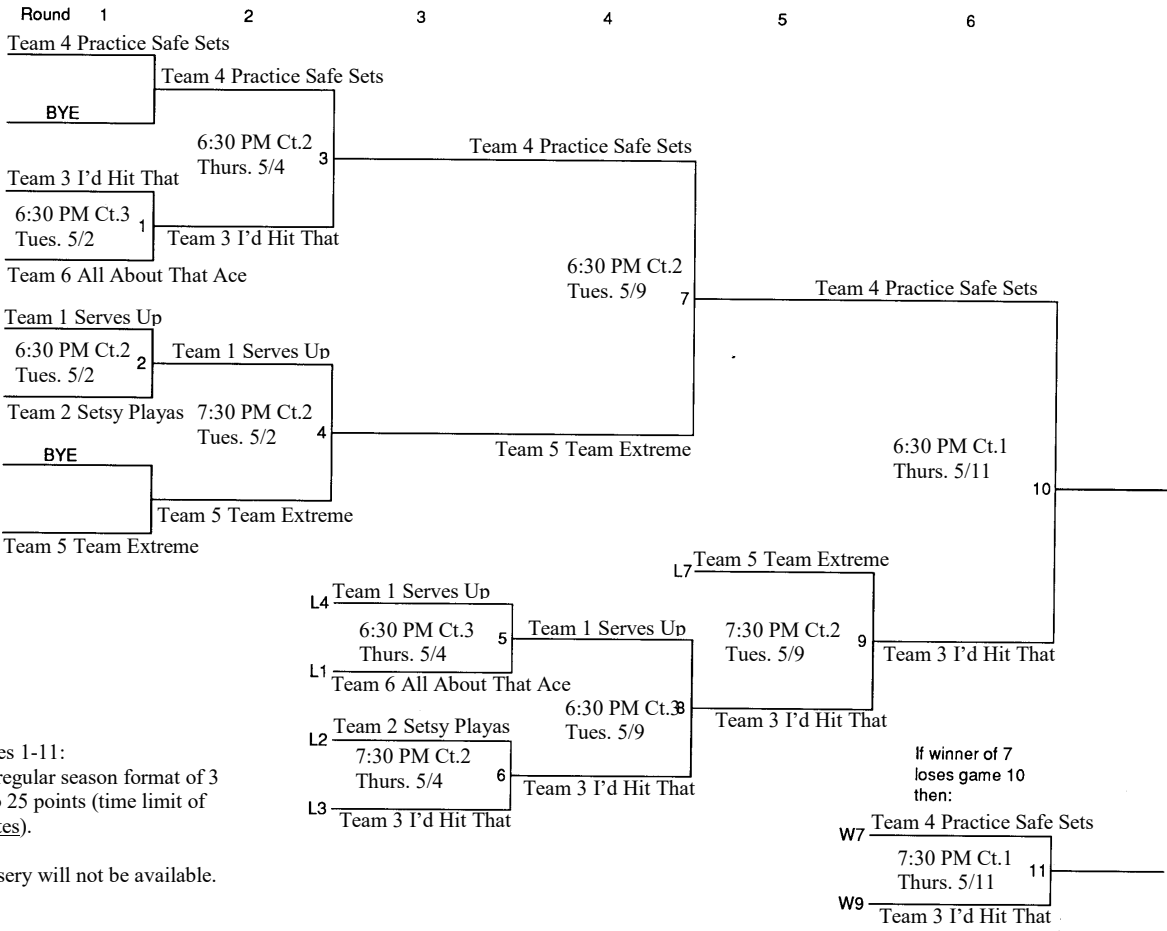 Round 1 2 3 4 5 6
Team 4 Practice Safe Sets
Team 4 Practice Safe Sets
BYE
6:30 PM Ct.2
Thurs. 5/4
3
Team 4 Practice Safe Sets
Team 3 I’d Hit That
6:30 PM Ct.3
Tues. 5/2
1
Team 3 I’d Hit That
Team 6 All About That Ace
6:30 PM Ct.2
Tues. 5/9
7
Team 4 Practice Safe Sets
Team 1 Serves Up
6:30 PM Ct.2
Tues. 5/2
2
Team 1 Serves Up
Team 2 Setsy Playas
7:30 PM Ct.2
Tues. 5/2
4
Team 5 Team Extreme
BYE
Team 5 Team Extreme
Team 5 Team Extreme
6:30 PM Ct.1
Thurs. 5/11
10
L7 Team 5 Team Extreme
L4 Team 1 Serves Up
6:30 PM Ct.3
Thurs. 5/4
5
Team 1 Serves Up
7:30 PM Ct.2
Tues. 5/9
9
Team 3 I’d Hit That
L1
Team 6 All About That Ace
6:30 PM Ct.3
Tues. 5/9
8
Team 3 I’d Hit That
L2 Team 2 Setsy Playas
7:30 PM Ct.2
Thurs. 5/4
6
Team 3 I’d Hit That
L3
Team 3 I’d Hit That
es 1-11:
regular season format of 3
25 points (time limit of
tes).
sery will not be available.
If winner of 7
loses game 10
then:
W7 Team 4 Practice Safe Sets
7:30 PM Ct.1
Thurs. 5/11
11
W9
Team 3 I’d Hit That